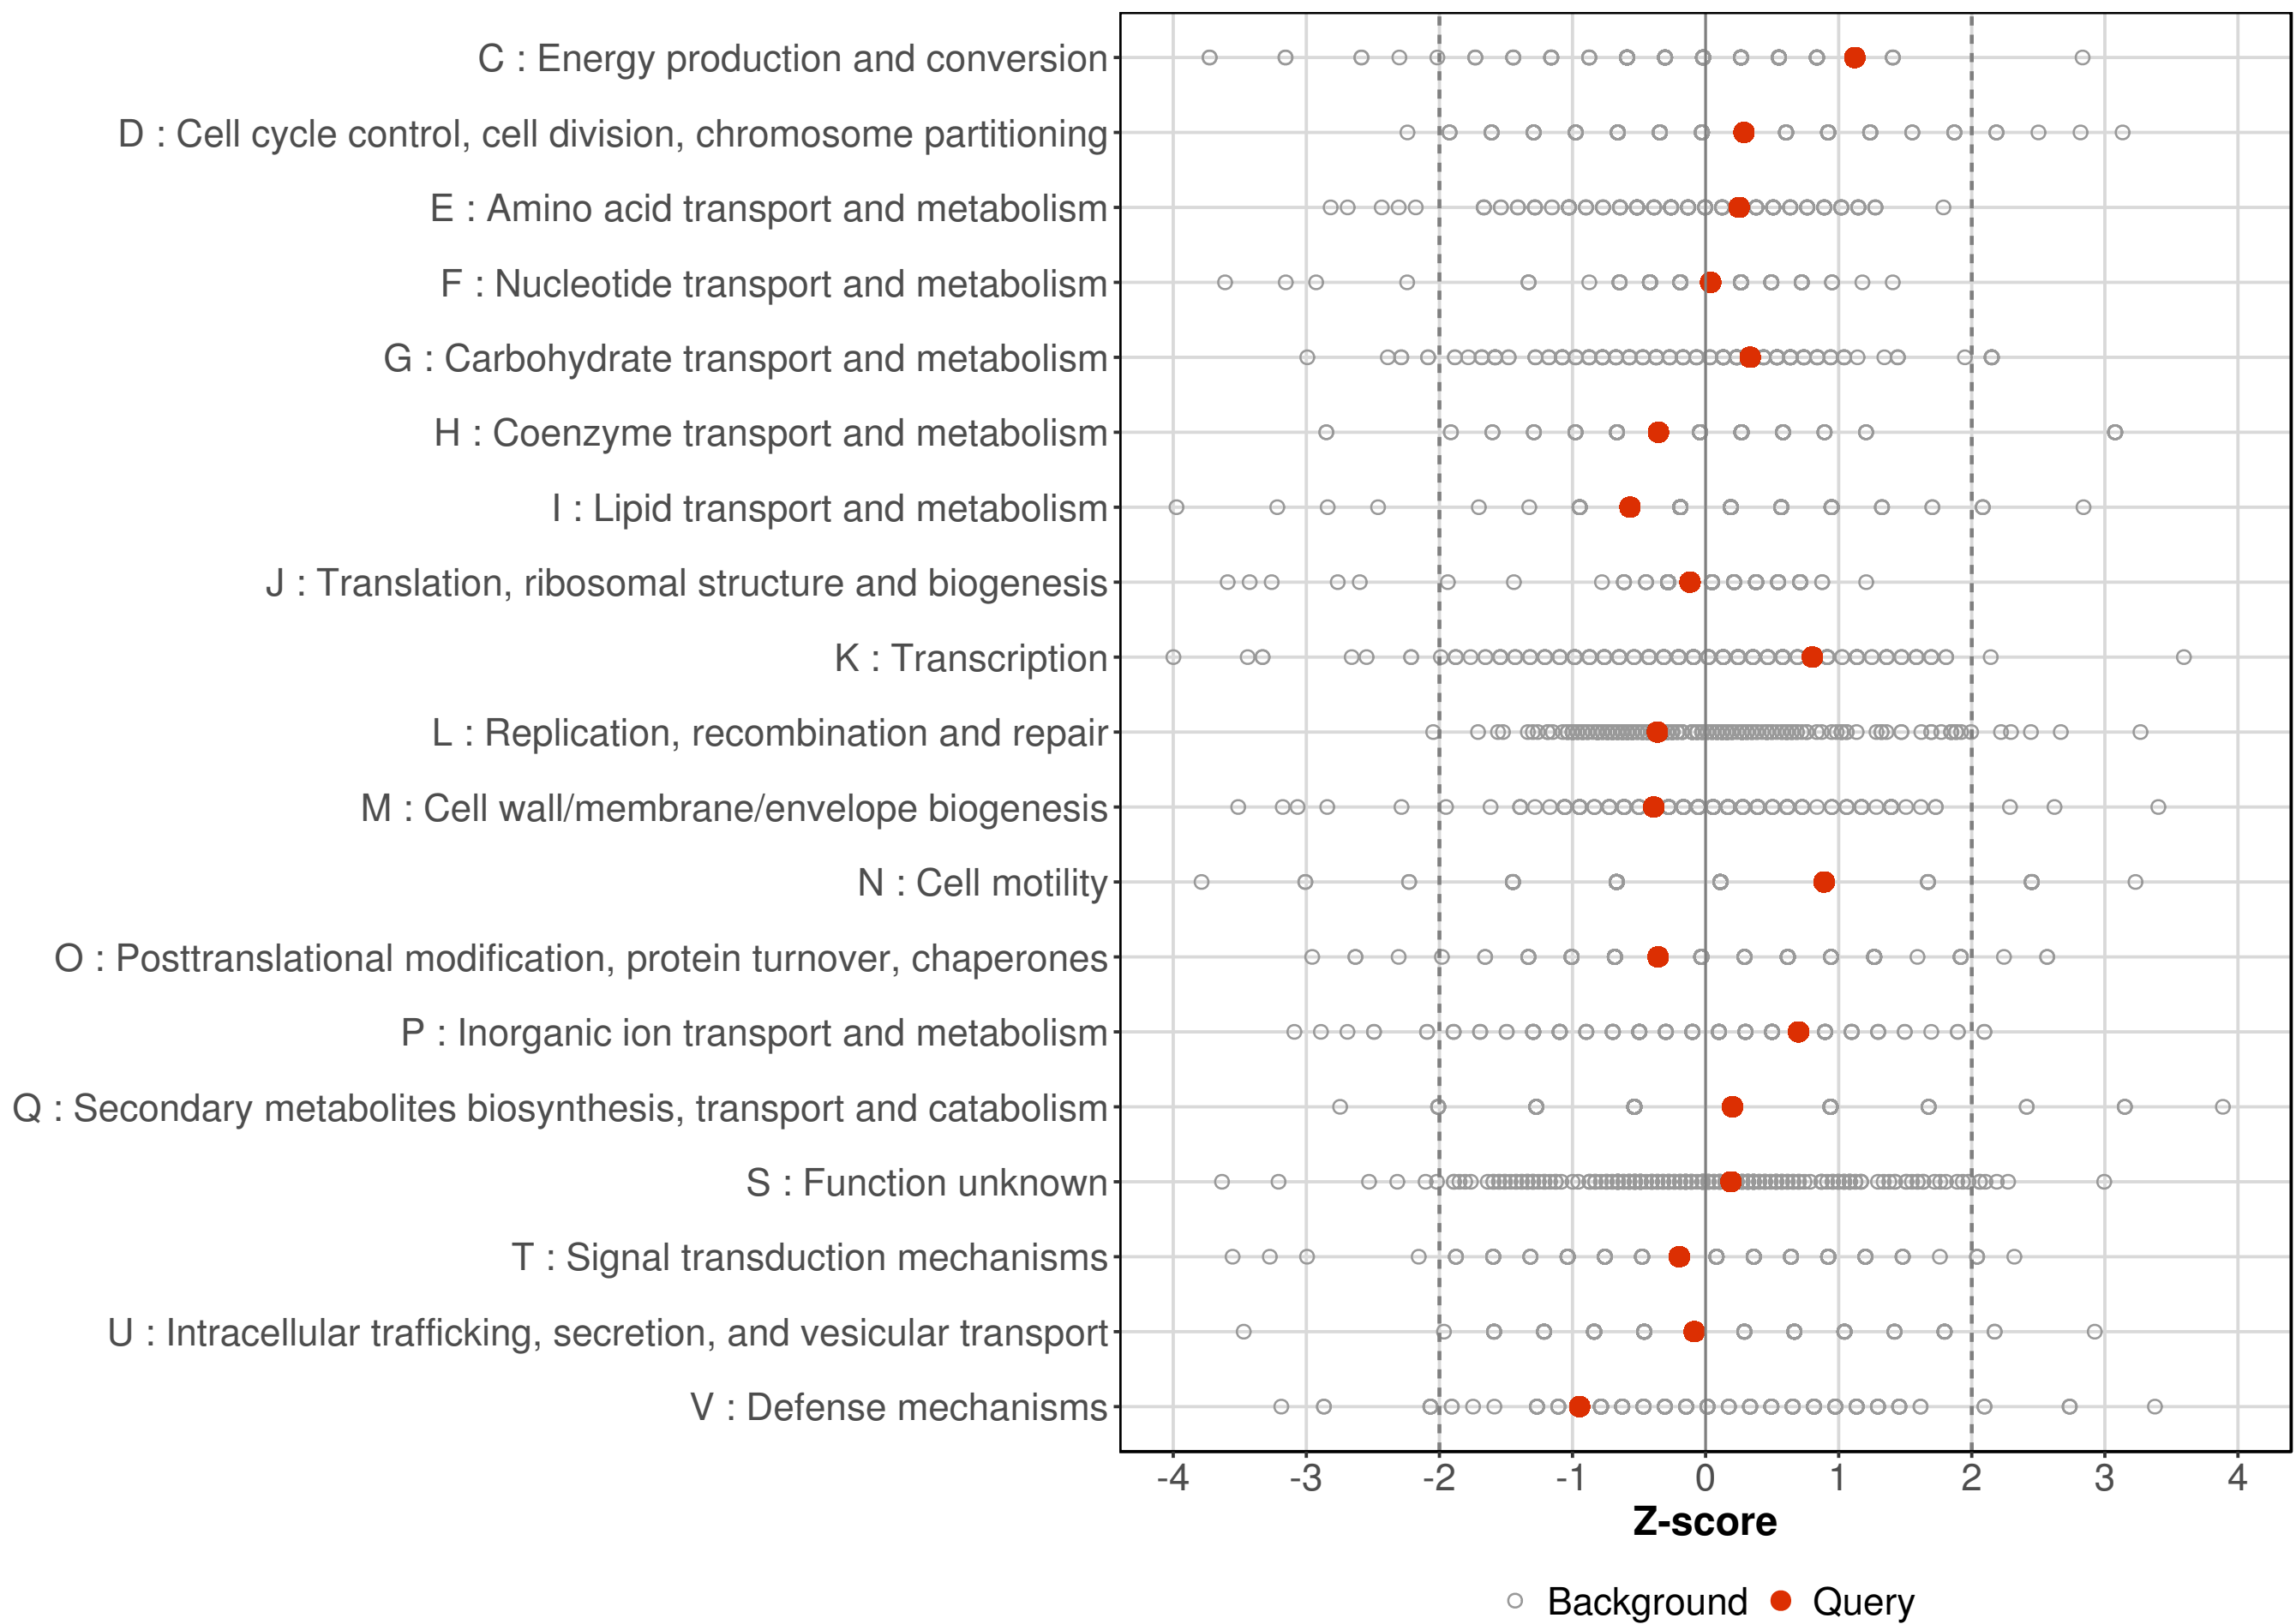 C : Energy production and conversion
D : Cell cycle control, cell division, chromosome partitioning
E : Amino acid transport and metabolism
F : Nucleotide transport and metabolism
G : Carbohydrate transport and metabolism
H : Coenzyme transport and metabolism
I : Lipid transport and metabolism
J : Translation, ribosomal structure and biogenesis
K : Transcription
L : Replication, recombination and repair
M : Cell wall/membrane/envelope biogenesis
N : Cell motility
O : Posttranslational modification, protein turnover, chaperones
P : Inorganic ion transport and metabolism
Q : Secondary metabolites biosynthesis, transport and catabolism
S : Function unknown
T : Signal transduction mechanisms
U : Intracellular trafficking, secretion, and vesicular transport
V : Defense mechanisms
-4 -3 -2 -1 0 1 2 3 4
Z-score
Background Query